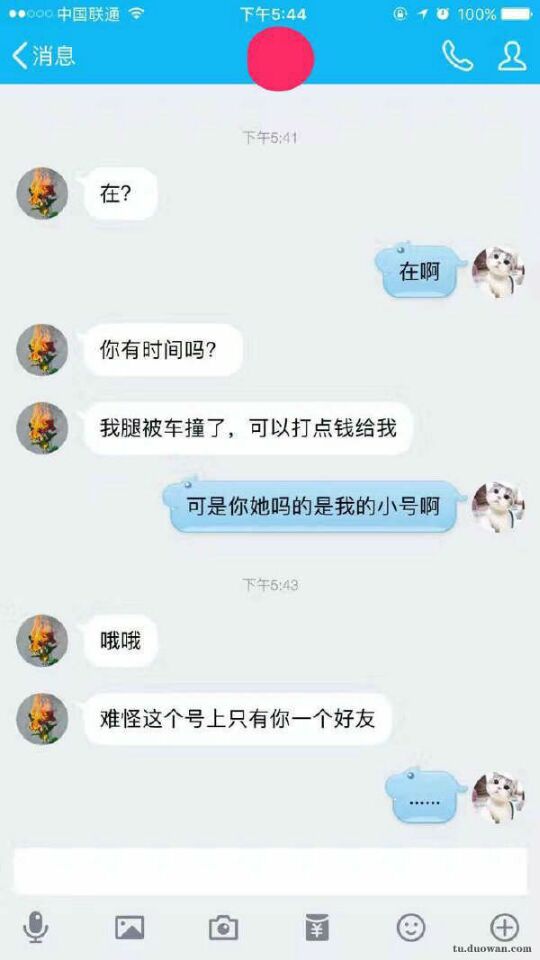 中国联通 下午5:44 100%
消息
下午5:41
在?
在啊
你有时间吗?
我腿被车撞了，可以打点钱给我
可是你她吗的是我的小号啊
下午5:43
哦哦
难怪这个号上只有你一个好友
......
¥
tu.duowan.com